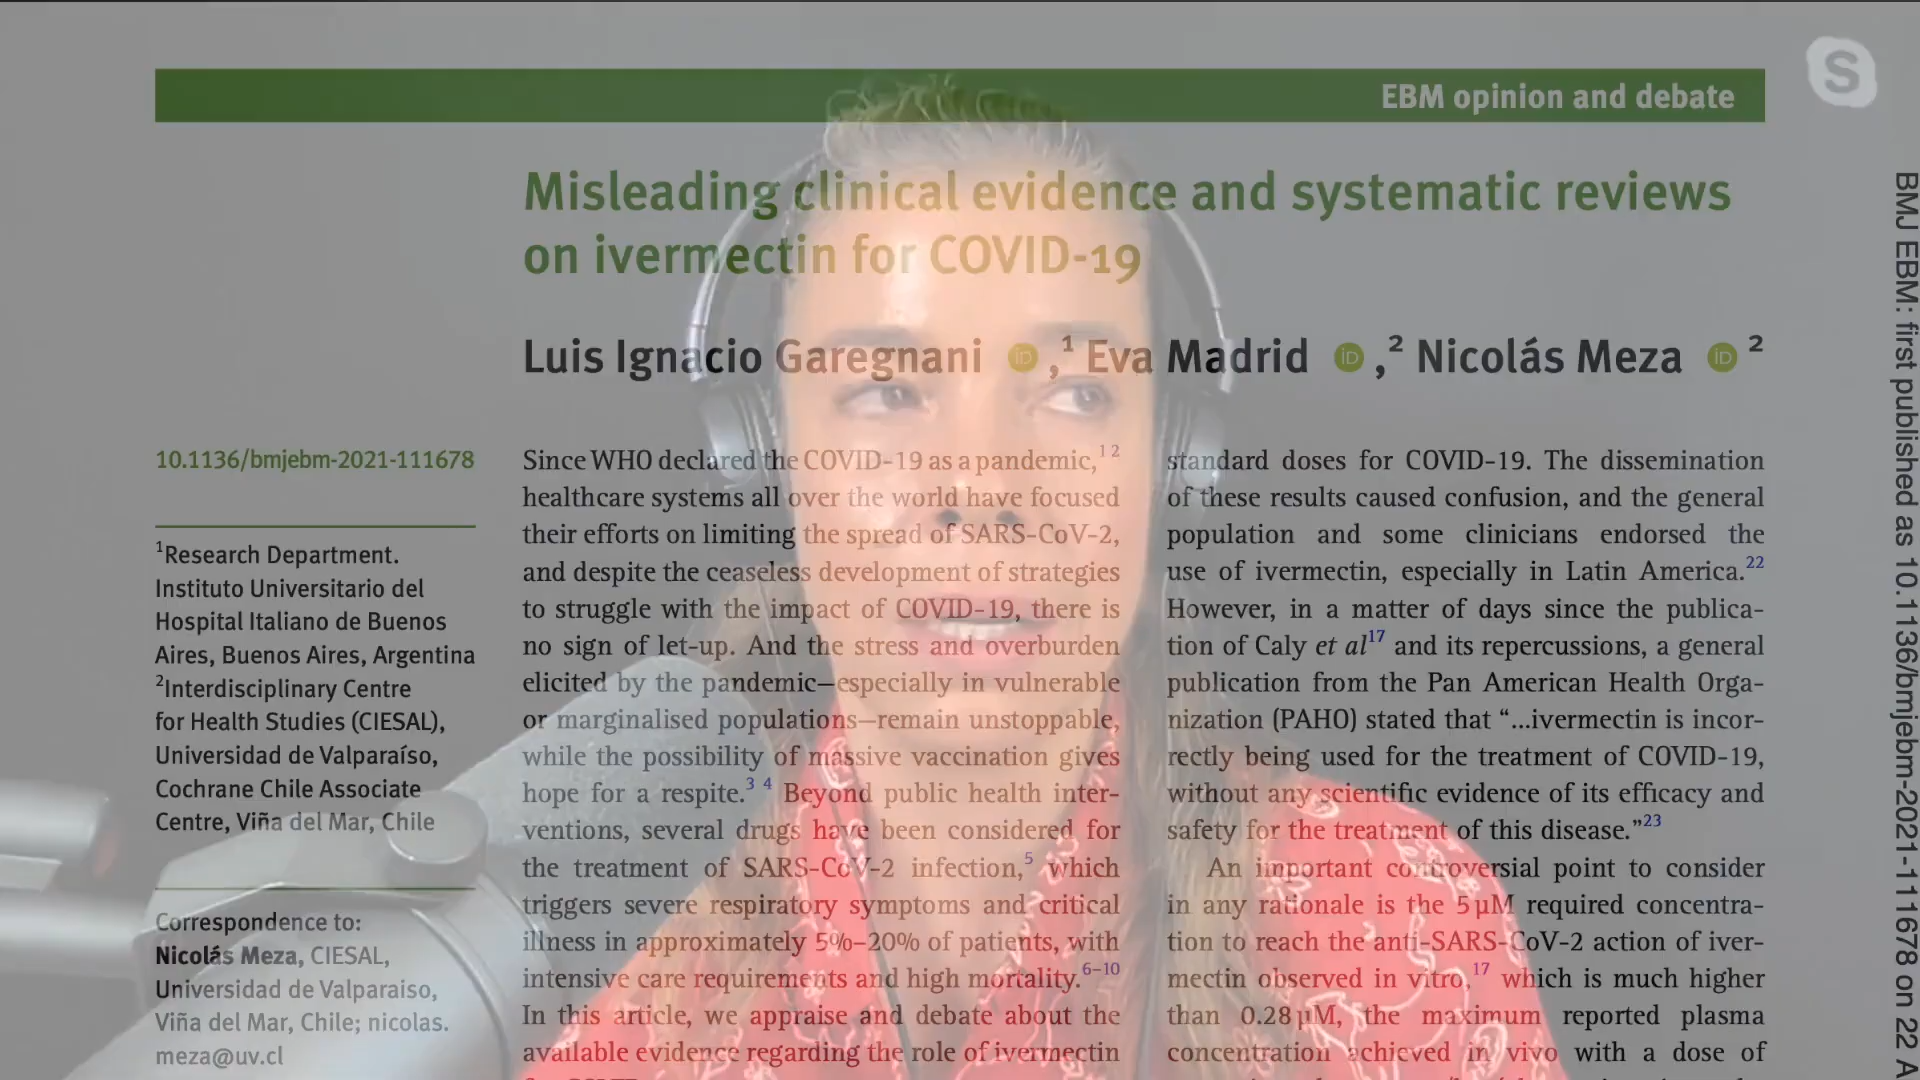 EBM opinion and debate
Misleading clinical evidence and systematic reviews
on ivermectin for COVID-19
Luis Ignacio Garegnani iD ,1 Eva Madrid iD ,2 Nicolás Meza iD 2
10.1136/bmjebm-2021-111678
1Research Department.
Instituto Universitario del
Hospital Italiano de Buenos
Aires, Buenos Aires, Argentina
2Interdisciplinary Centre
for Health Studies (CIESAL),
Universidad de Valparaíso,
Cochrane Chile Associate
Centre, Viña del Mar, Chile
Correspondence to:
Nicolás Meza, CIESAL,
Universidad de Valparaiso,
Viña del Mar, Chile; nicolas.
meza@uv.cl
Since WHO declared the COVID-19 as a pandemic,1 2
healthcare systems all over the world have focused
their efforts on limiting the spread of SARS-CoV-2,
and despite the ceaseless development of strategies
to struggle with the impact of COVID-19, there is
no sign of let-up. And the stress and overburden
elicited by the pandemic—especially in vulnerable
or marginalised populations—remain unstoppable,
while the possibility of massive vaccination gives
hope for a respite.3 4 Beyond public health inter-
ventions, several drugs have been considered for
the treatment of SARS-CoV-2 infection,5 which
triggers severe respiratory symptoms and critical
illness in approximately 5%–20% of patients, with
intensive care requirements and high mortality.6–10
In this article, we appraise and debate about the
available evidence regarding the role of ivermectin
standard doses for COVID-19. The dissemination
of these results caused confusion, and the general
population and some clinicians endorsed the
use of ivermectin, especially in Latin America.22
However, in a matter of days since the publica-
tion of Caly et al17 and its repercussions, a general
publication from the Pan American Health Orga-
nization (PAHO) stated that “...ivermectin is incor-
rectly being used for the treatment of COVID-19,
without any scientific evidence of its efficacy and
safety for the treatment of this disease.”23
An important controversial point to consider
in any rationale is the 5 µM required concentra-
tion to reach the anti-SARS-CoV-2 action of iver-
mectin observed in vitro,17 which is much higher
than 0.28 µM, the maximum reported plasma
concentration achieved in vivo with a dose of
BMJ EBM: first published as 10.1136/bmjebm-2021-111678 on 22 A
S